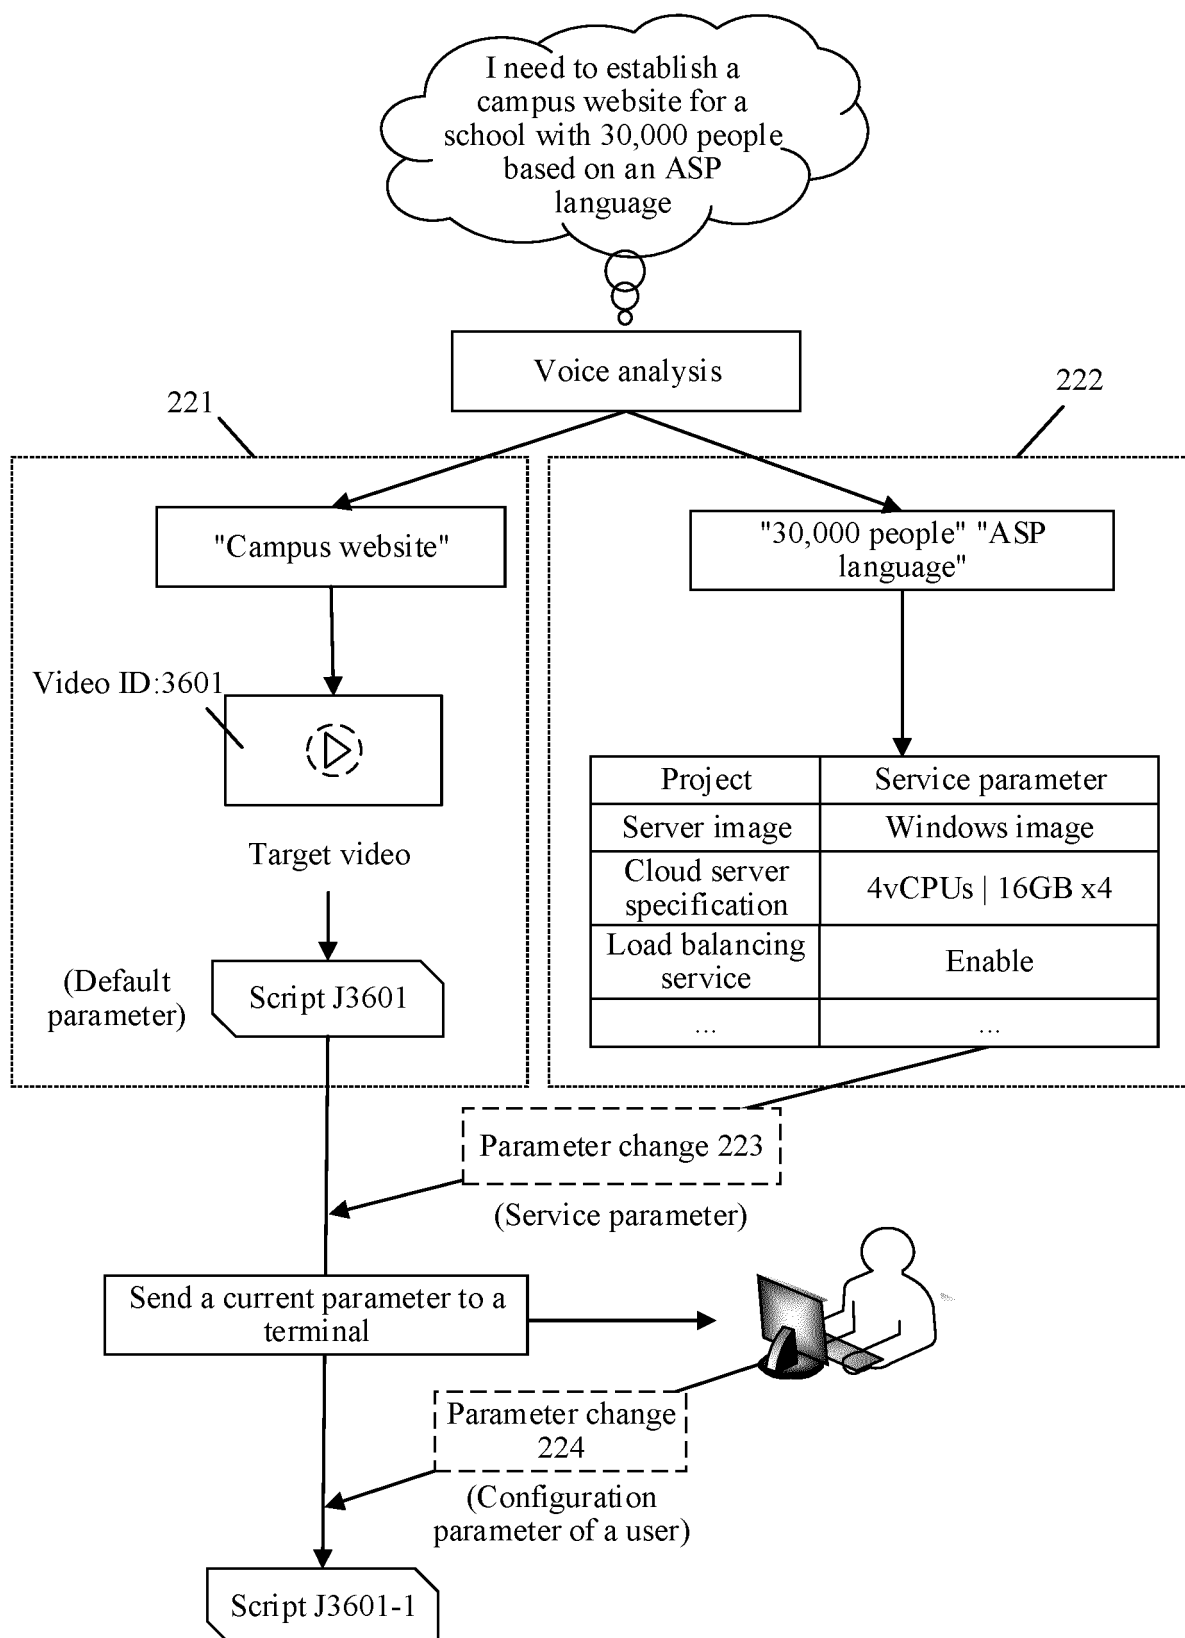 I need to establish a
campus website for a
school with 30,000 people
based on an ASP
language
Voice analysis
221
222
"Campus website"
"30,000 people" "ASP
language"
Video ID:3601
Target video
(Default
parameter)
Script J3601
Project
Service parameter
Server image
Windows image
Cloud server
specification
4vCPUs | 16GB x4
Load balancing
service
Enable
...
...
Parameter change 223
(Service parameter)
Send a current parameter to a
terminal
Parameter change
224
(Configuration
parameter of a user)
Script J3601-1